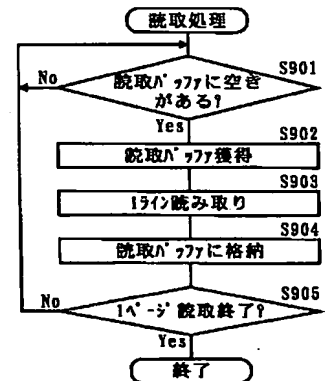 読取処理
S901
No
読取ﾊﾞｯﾌｧに空き
がある?
Yes
S902
読取ﾊﾞｯﾌｧ獲得
S903
1ライン読み取り
S904
読取ﾊﾞｯﾌｧに格納
S905
No
1ﾍﾟｰｼﾞ読取終了?
Yes
終了